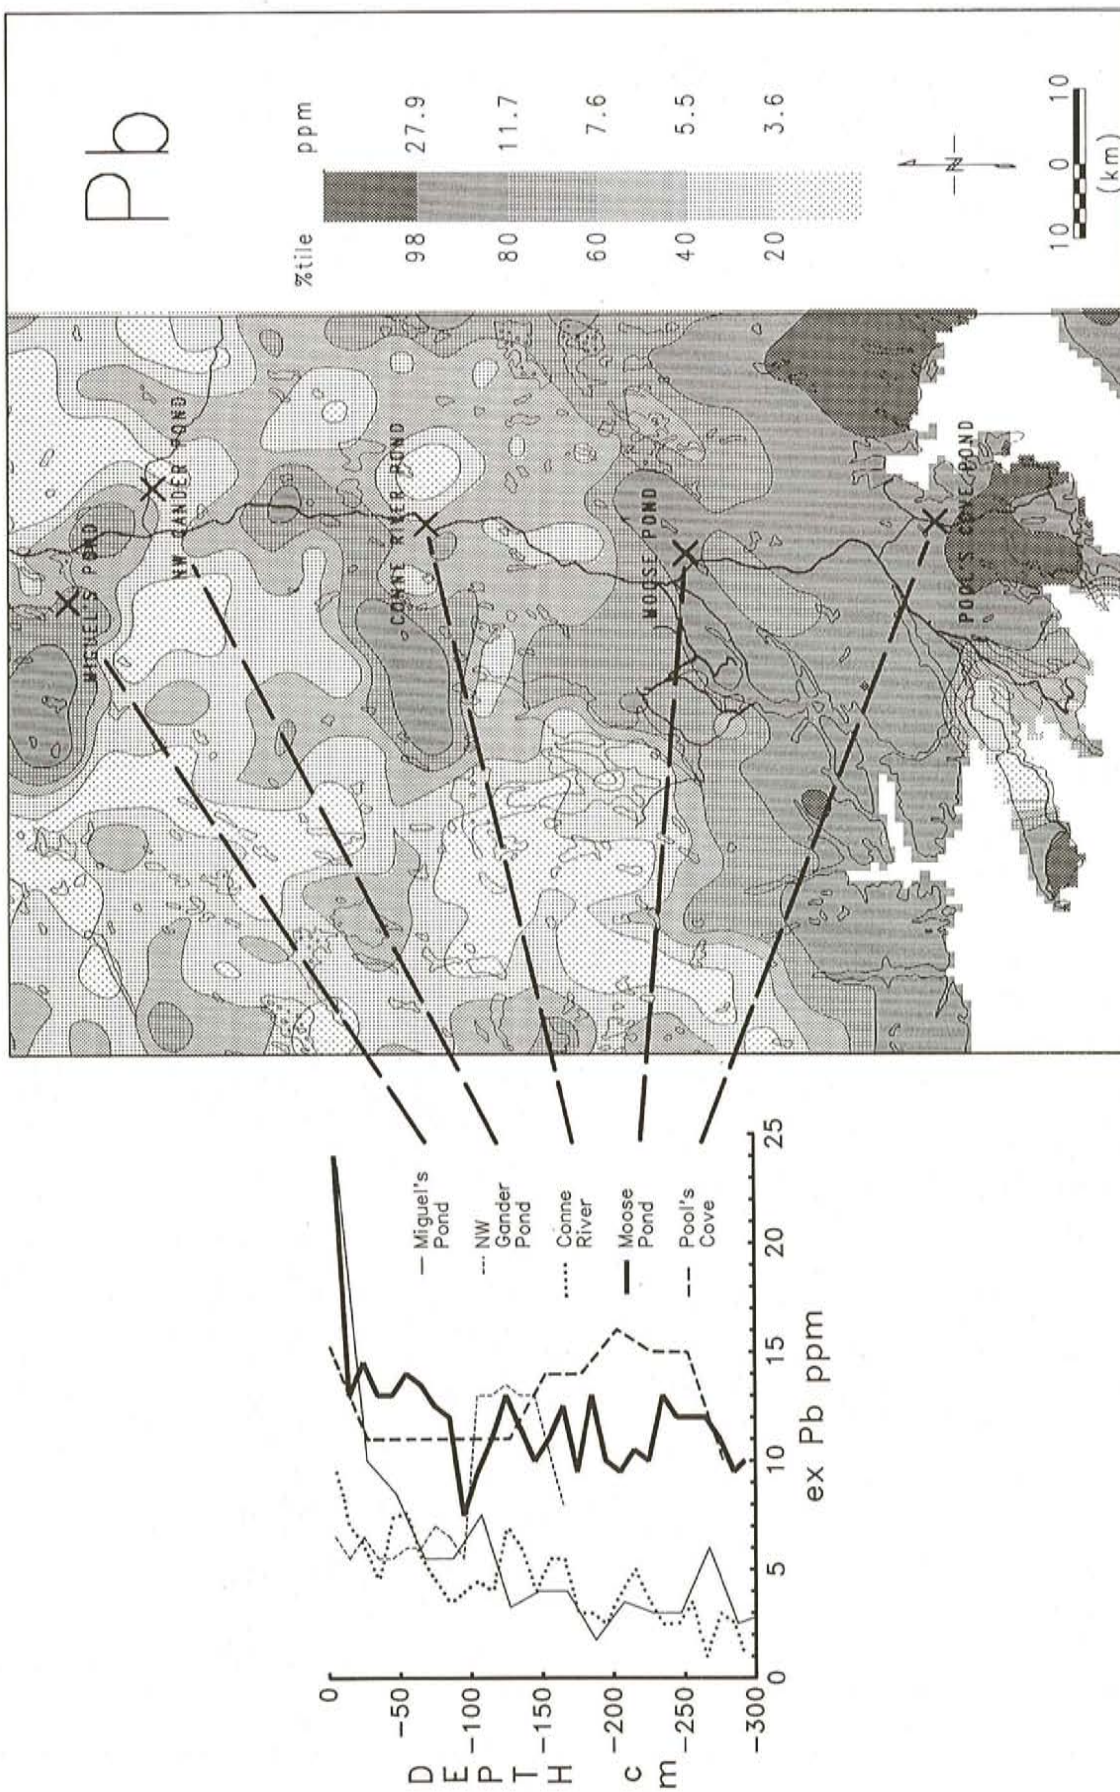 Pb
%tile ppm
98 27.9
80 11.7
60 7.6
40 5.5
20 3.6
N
10 0 10
(km)
MIGUEL'S POND
NW GANDER POND
CONNE RIVER POND
MOOSE POND
POOL'S COVE POND
Miguel's
Pond
NW
Gander
Pond
Conne
River
Moose
Pond
Pool's
Cove
0
-50
-100
-150
-200
-250
-300
DEPTH cm
0 5 10 15 20 25
ex Pb ppm